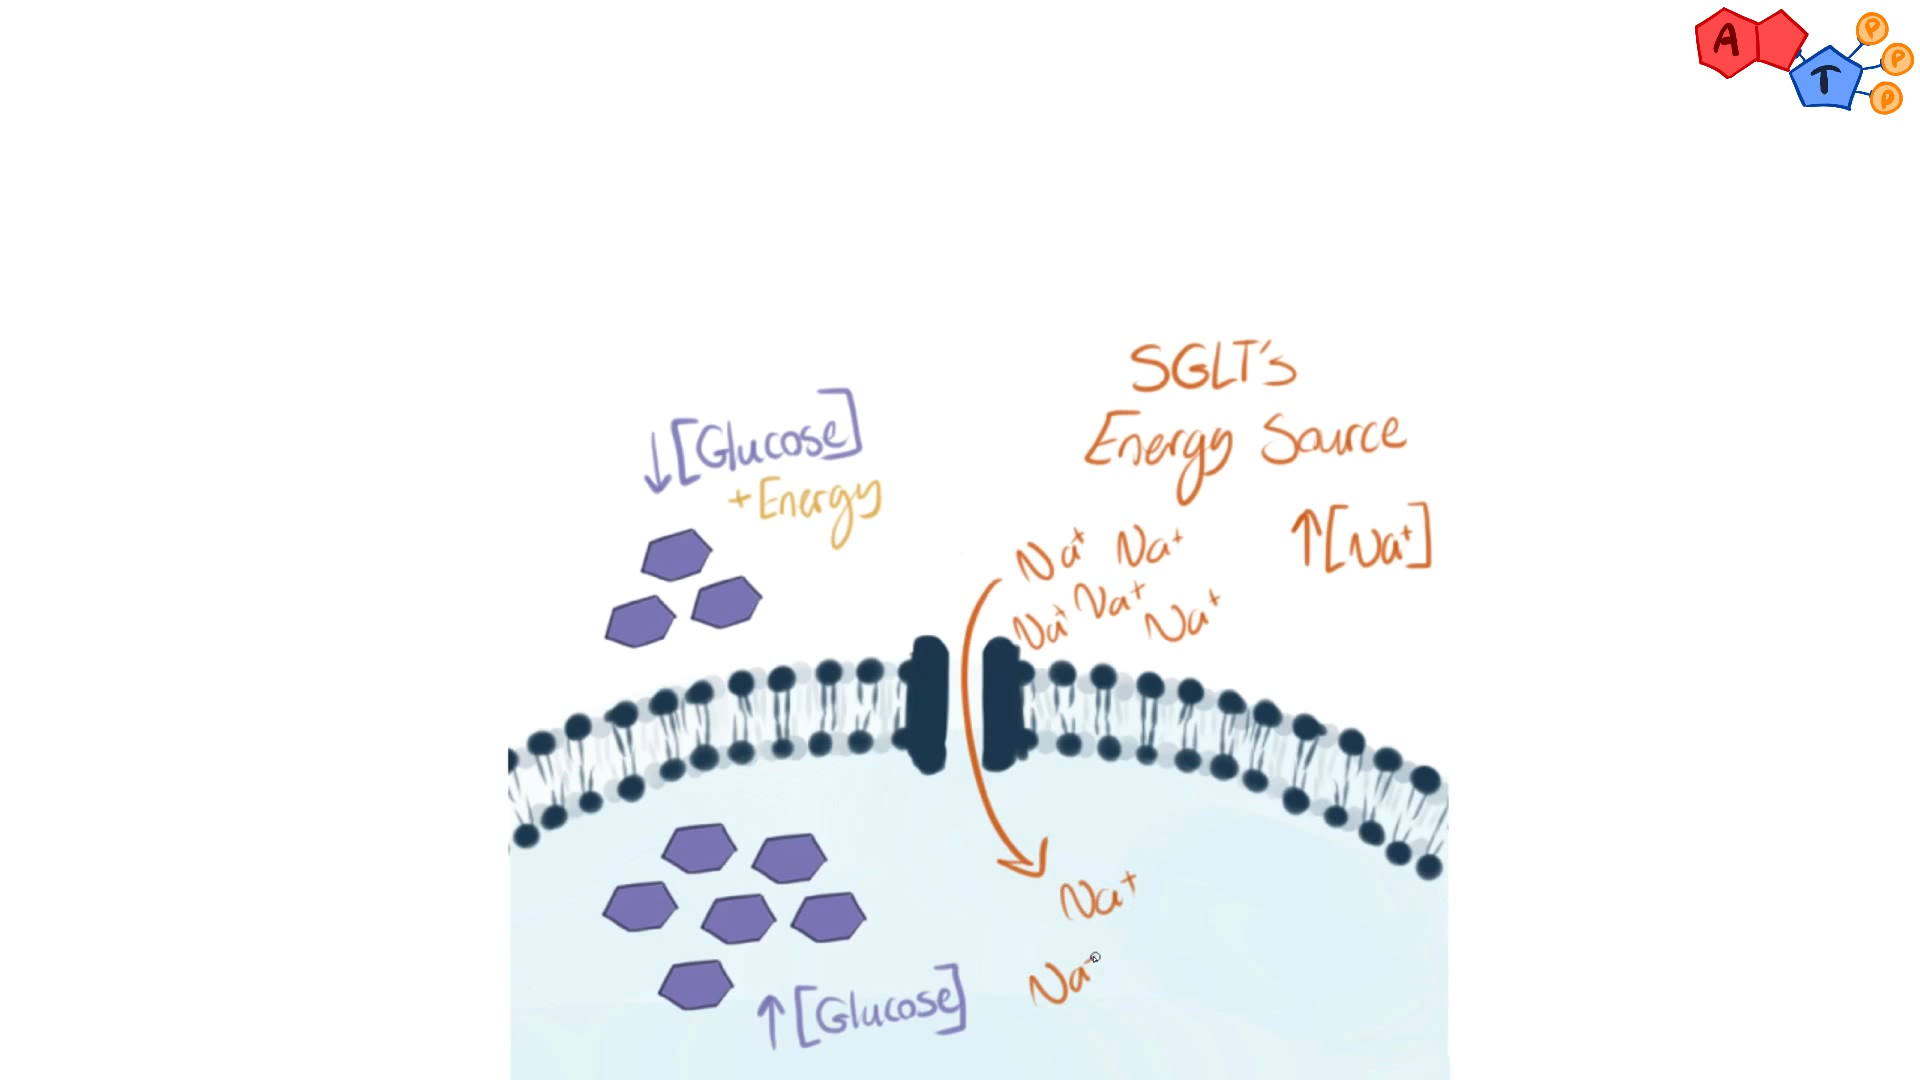 A T P P P
SGLT's
Energy Source
↓[Glucose]
+Energy
↑[Na⁺]
Na⁺ Na⁺
Na⁺ Na⁺ Na⁺
Na⁺
Na⁺
↑[Glucose]